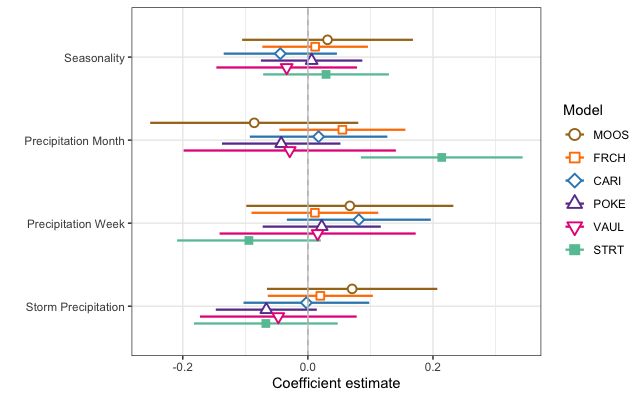 Seasonality
Precipitation Month
Precipitation Week
Storm Precipitation
-0.2
0.0
0.2
Coefficient estimate
Model
MOOS
FRCH
CARI
POKE
VAUL
STRT